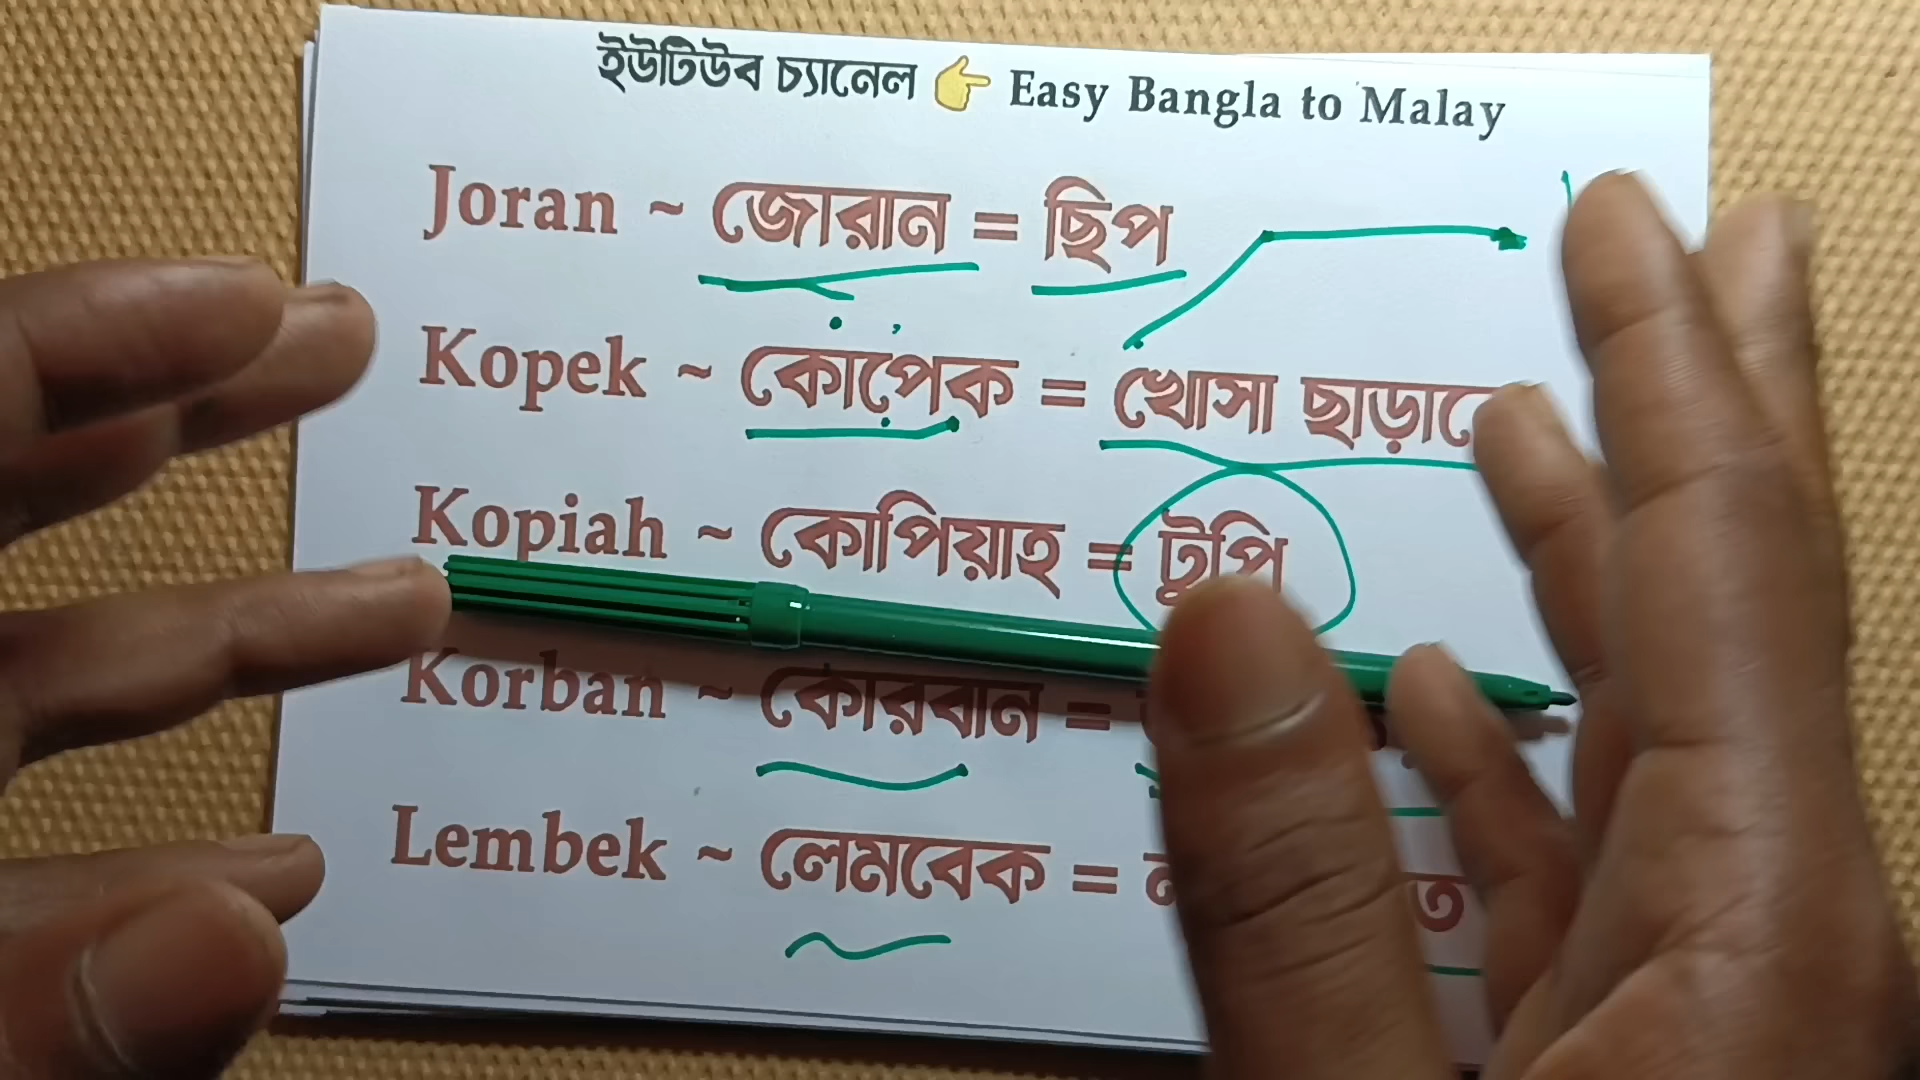 ইউটিউব চ্যানেল 👉 Easy Bangla to Malay
Joran ~ জোরান = ছিপ
Kopek ~ কোপেক = খোসা
Kopiah ~ কোপিয়াহ = টুপি
Korban ~ কোরবান =
Lembek ~ লেমবেক =